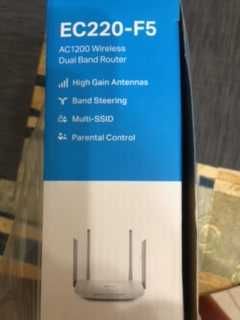 EC220-F5
AC1200 Wireless
Dual Band Router
High Gain Antennas
Band Steering
Multi-SSID
Parental Control